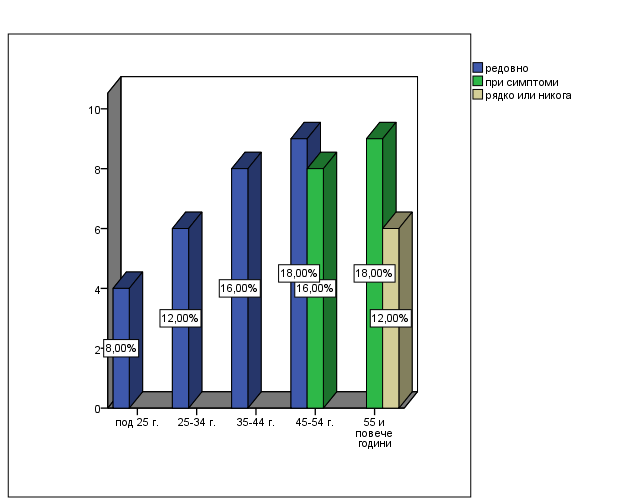 редовно
при симптоми
рядко или никога
10
8
6
4
2
0
8,00%
12,00%
16,00%
18,00%
16,00%
18,00%
12,00%
под 25 г.
25-34 г.
35-44 г.
45-54 г.
55 и
повече
години